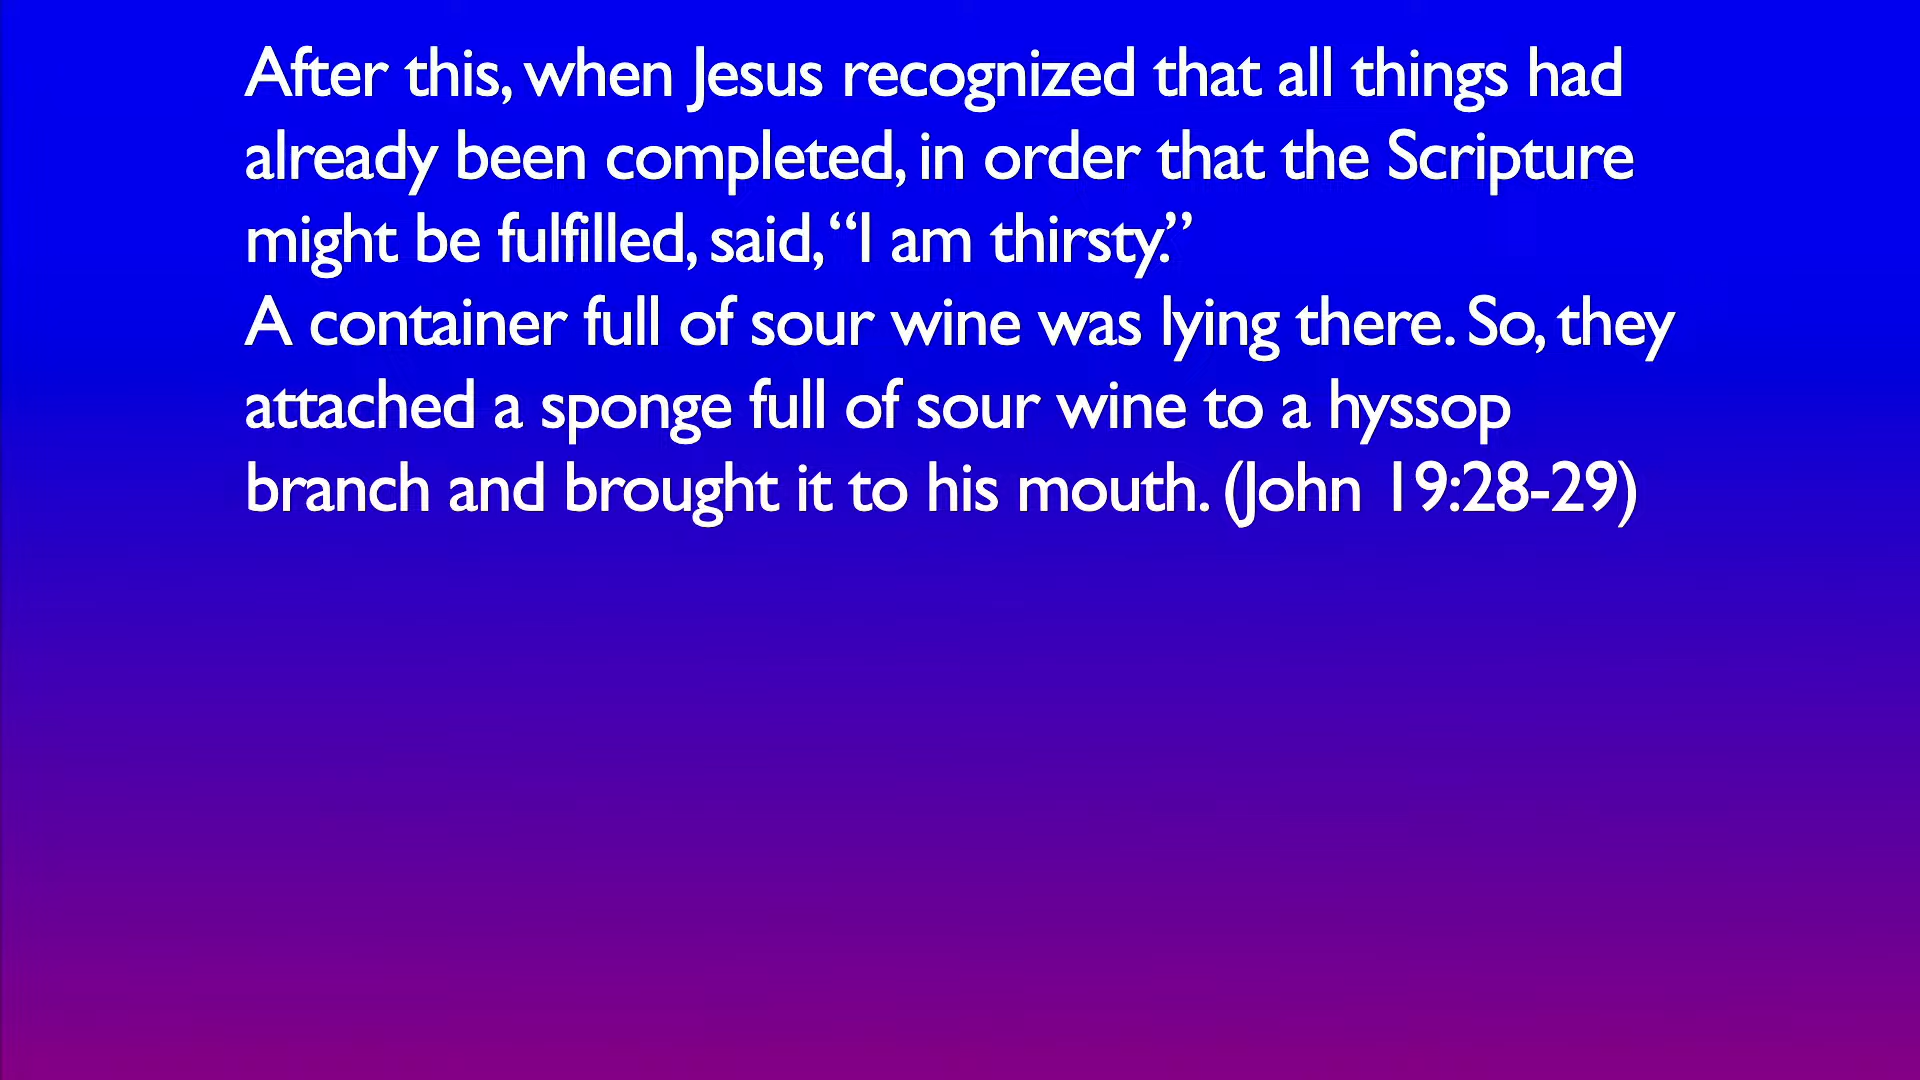 After this, when Jesus recognized that all things had
already been completed, in order that the Scripture
might be fulfilled, said, “I am thirsty.”
A container full of sour wine was lying there. So, they
attached a sponge full of sour wine to a hyssop
branch and brought it to his mouth. (John 19:28-29)